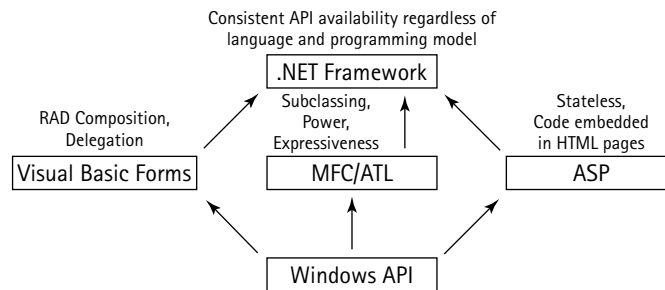 Consistent API availability regardless of
language and programming model
.NET Framework
RAD Composition,
Delegation
Visual Basic Forms
Subclassing,
Power,
Expressiveness
MFC/ATL
Stateless,
Code embedded
in HTML pages
ASP
Windows API